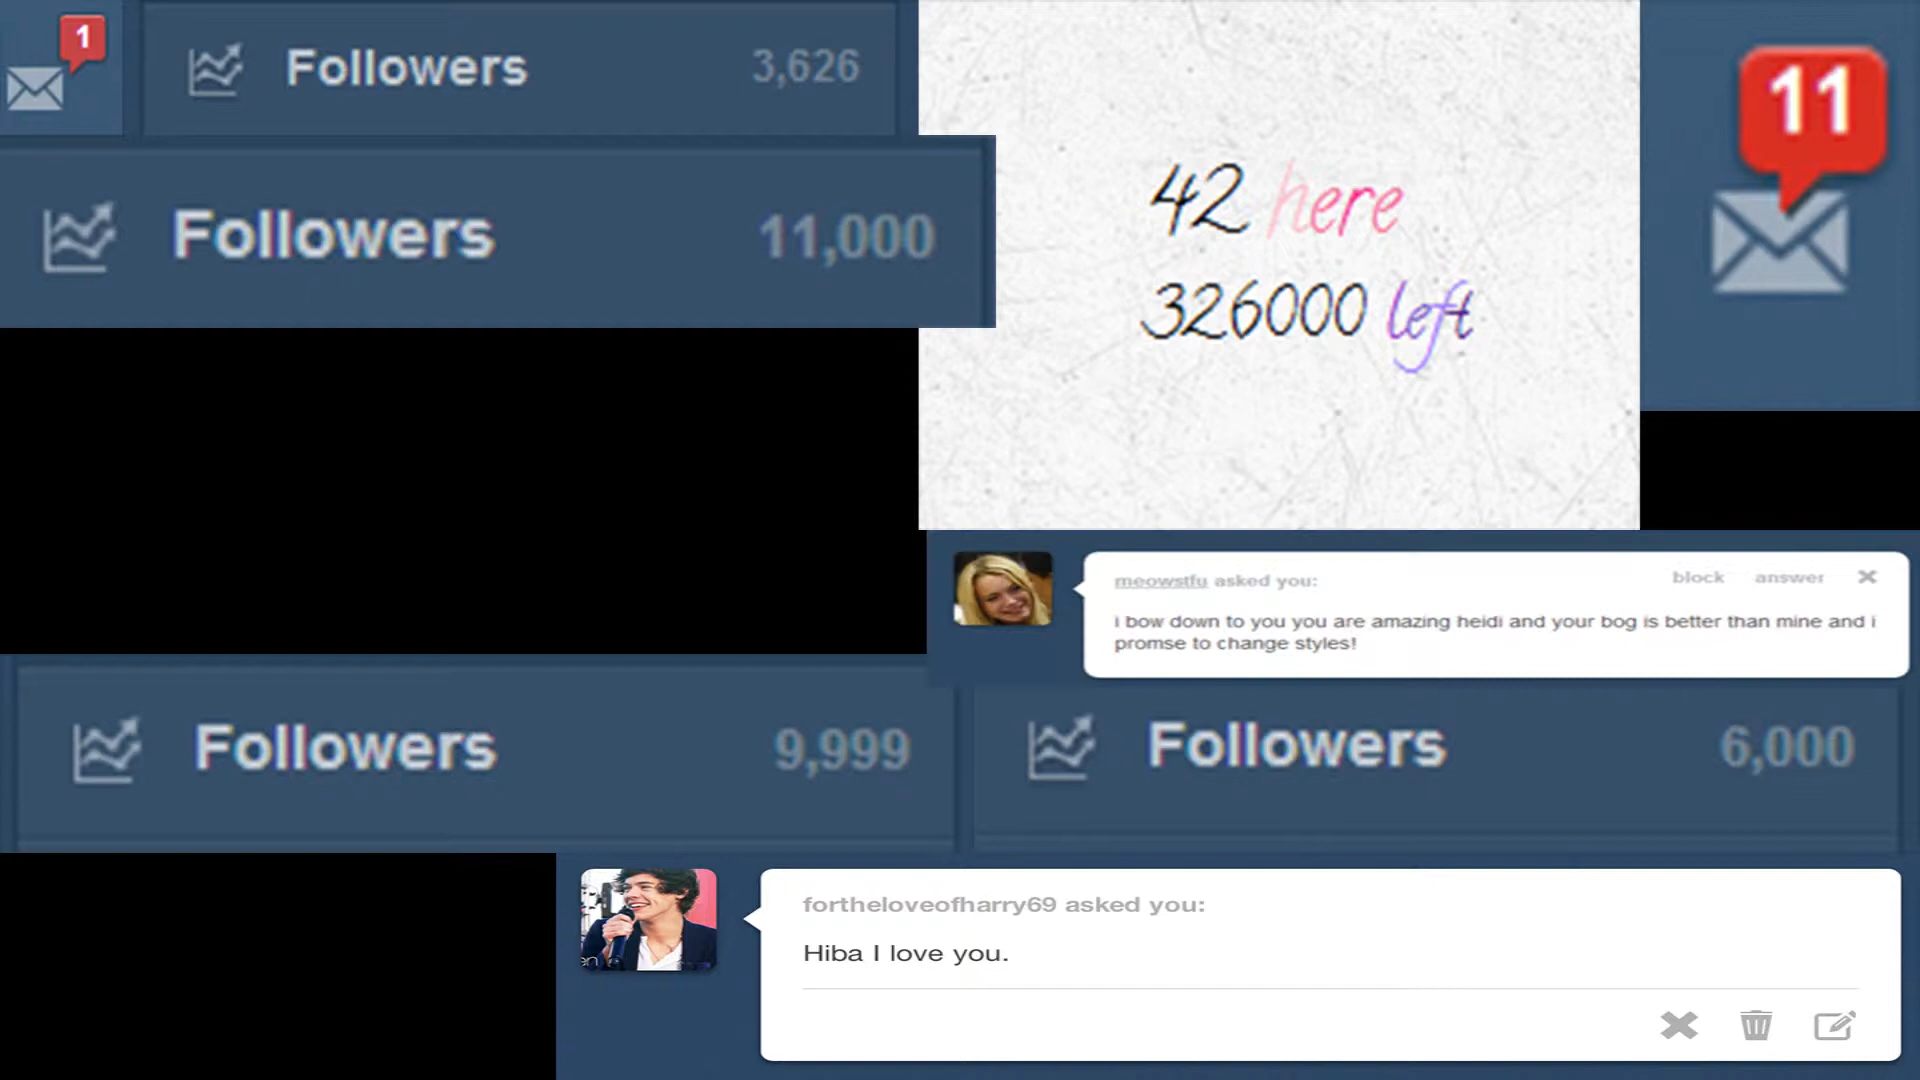 1
Followers 3,626
11
Followers 11,000
42 here
326000 left
meowstfu asked you:
block answer
i bow down to you you are amazing heidi and your bog is better than mine and i
promse to change styles!
Followers 9,999
Followers 6,000
fortheloveofharry69 asked you:
Hiba I love you.